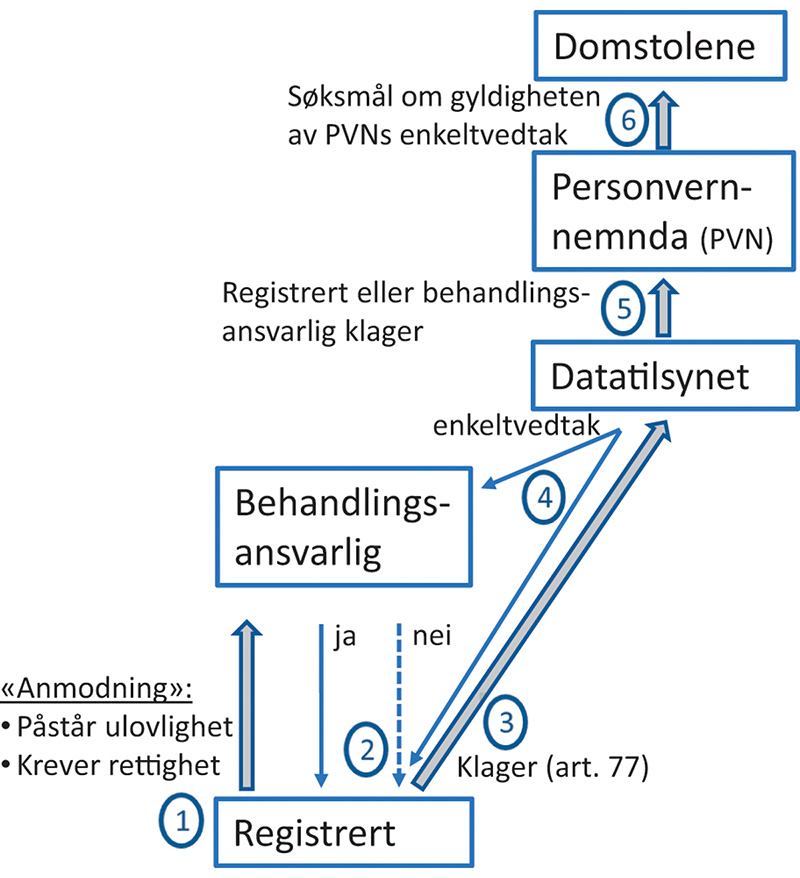 Domstolene
Søksmål om gyldigheten
av PVNs enkeltvedtak
6
Personvern-
nemnda (PVN)
Registrert eller behandlings-
ansvarlig klager
5
Datatilsynet
enkeltvedtak
4
Behandlings-
ansvarlig
ja
nei
«Anmodning»:
• Påstår ulovlighet
• Krever rettighet
2
3
Klager (art. 77)
1
Registrert